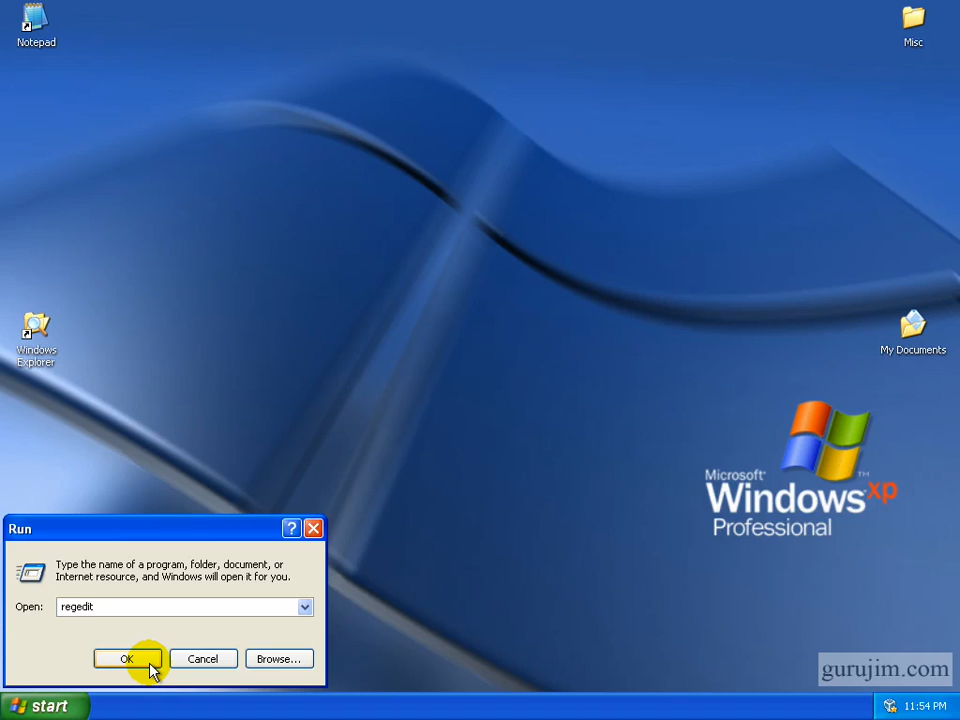 Notepad
Misc
Windows
Explorer
My Documents
Microsoft®
Windows xp
TM
Professional
Run
?
Type the name of a program, folder, document, or
Internet resource, and Windows will open it for you.
Open: regedit
OK Cancel Browse...
gurujim.com
start 11:54 PM